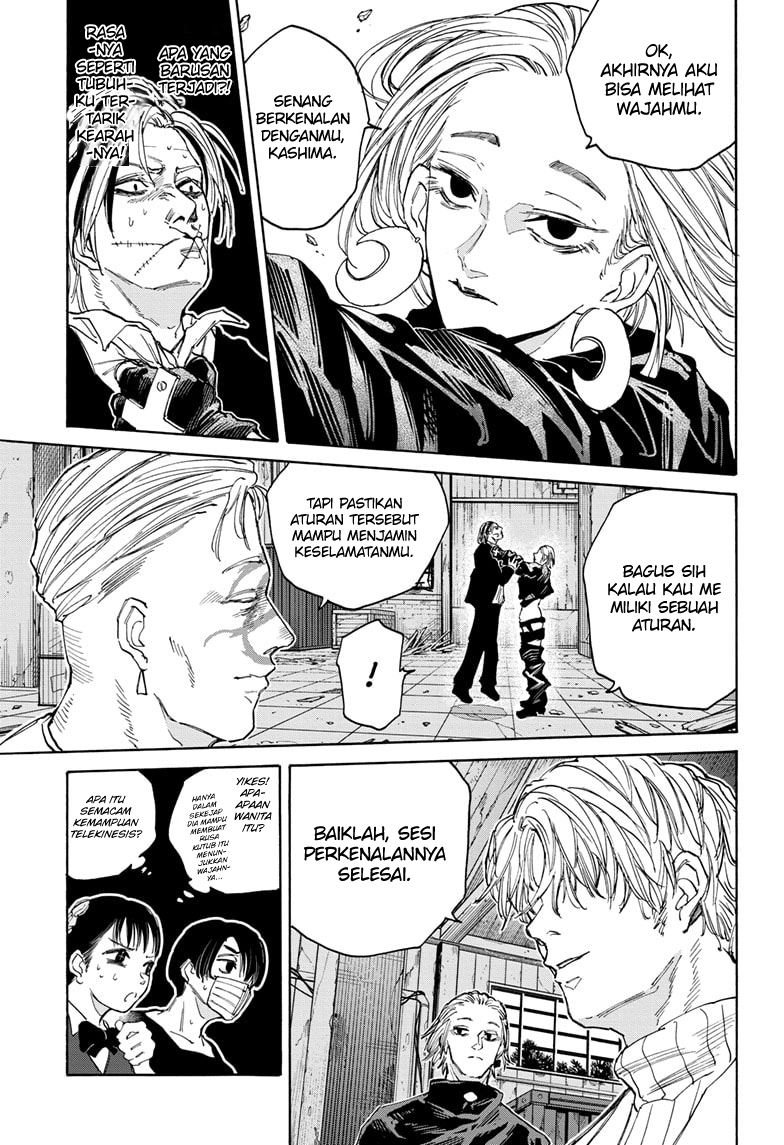 OK,
AKHIRNYA AKU
BISA MELIHAT
WAJAHMU.
SENANG
BERKENALAN
DENGANMU,
KASHIMA.
APA YANG
BARUSAN
TERJADI?!
RASA
-NYA
SEPERTI
TUBUH-
KU TER-
TARIK
KEARAH
-NYA!
BAGUS SIH
KALAU KAU ME
MILIKI SEBUAH
ATURAN.
TAPI PASTIKAN
ATURAN TERSEBUT
MAMPU MENJAMIN
KESELAMATANMU.
!
BAIKLAH, SESI
PERKENALANNYA
SELESAI.
YIKES!
APA-
APAAN
WANITA
ITU?
HANYA
DALAM
SEKEJAP
DIA MAMPU
MEMBUAT
RUSA
KUTUB ITU
MENUN-
JUKKAN
WAJAHN-
YA...
APA ITU
SEMACAM
KEMAMPUAN
TELEKINESIS?